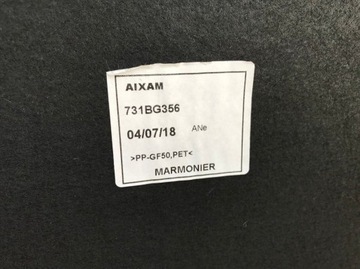 AIXAM
731BG356
04/07/18 ANe
>PP-GF50,PET<
MARMONIER